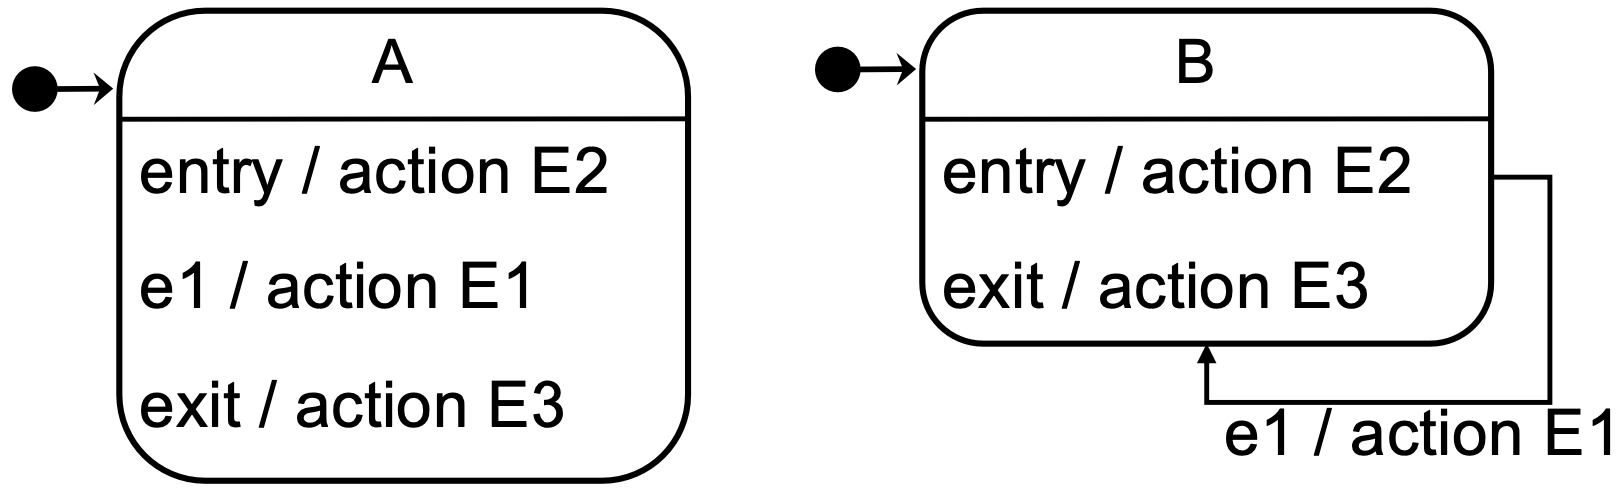 A
entry / action E2
e1 / action E1
exit / action E3
B
entry / action E2
exit / action E3
e1 / action E1